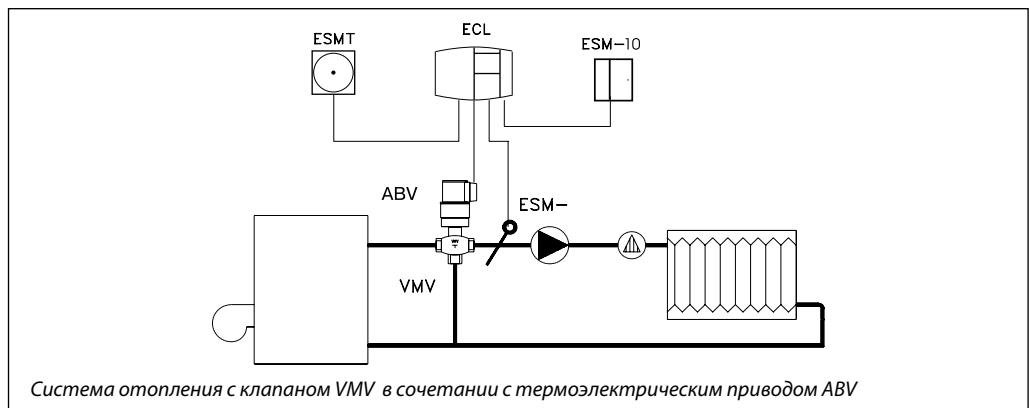 ESMT
ECL
ESM-10
ABV
ESM-
VMV
Система отопления с клапаном VMV в сочетании с термоэлектрическим приводом ABV